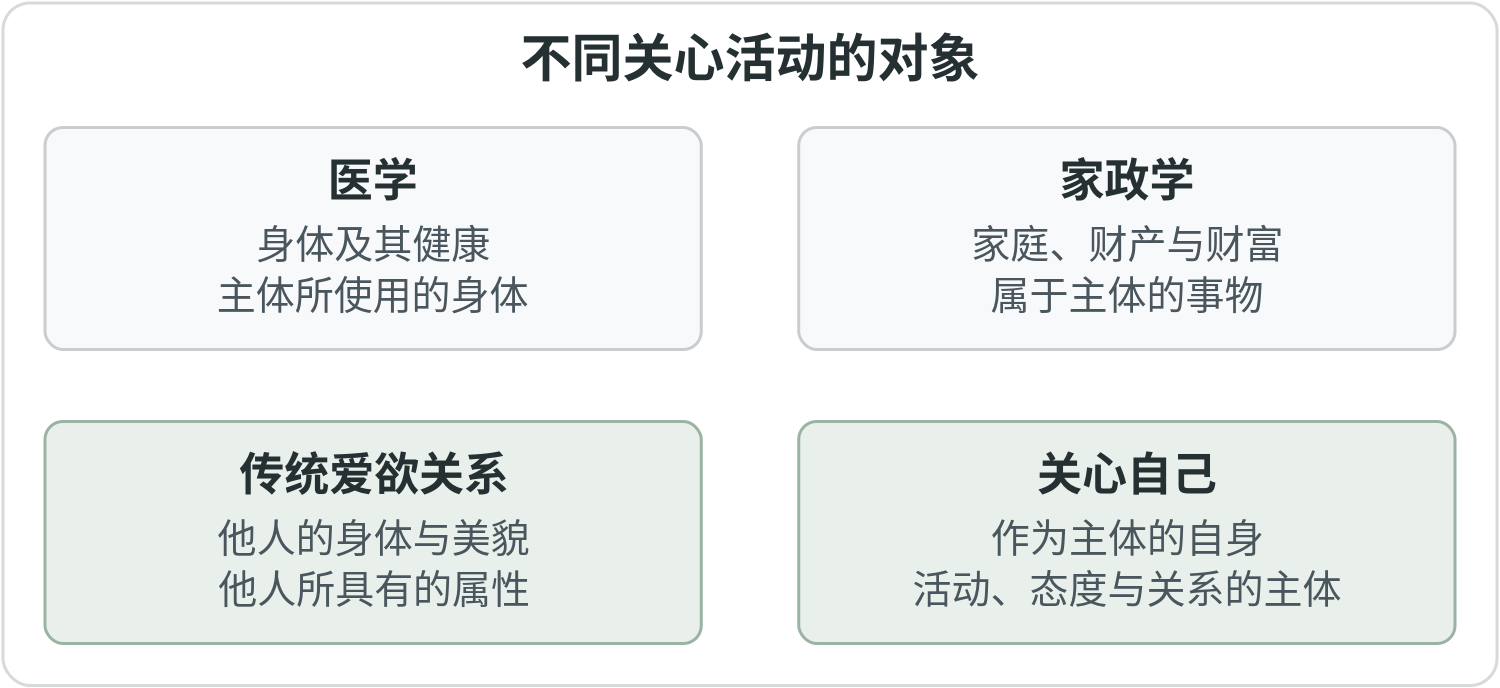 不同关心活动的对象
医学
身体及其健康
主体所使用的身体
家政学
家庭、财产与财富
属于主体的事物
传统爱欲关系
他人的身体与美貌
他人所具有的属性
关心自己
作为主体的自身
活动、态度与关系的主体